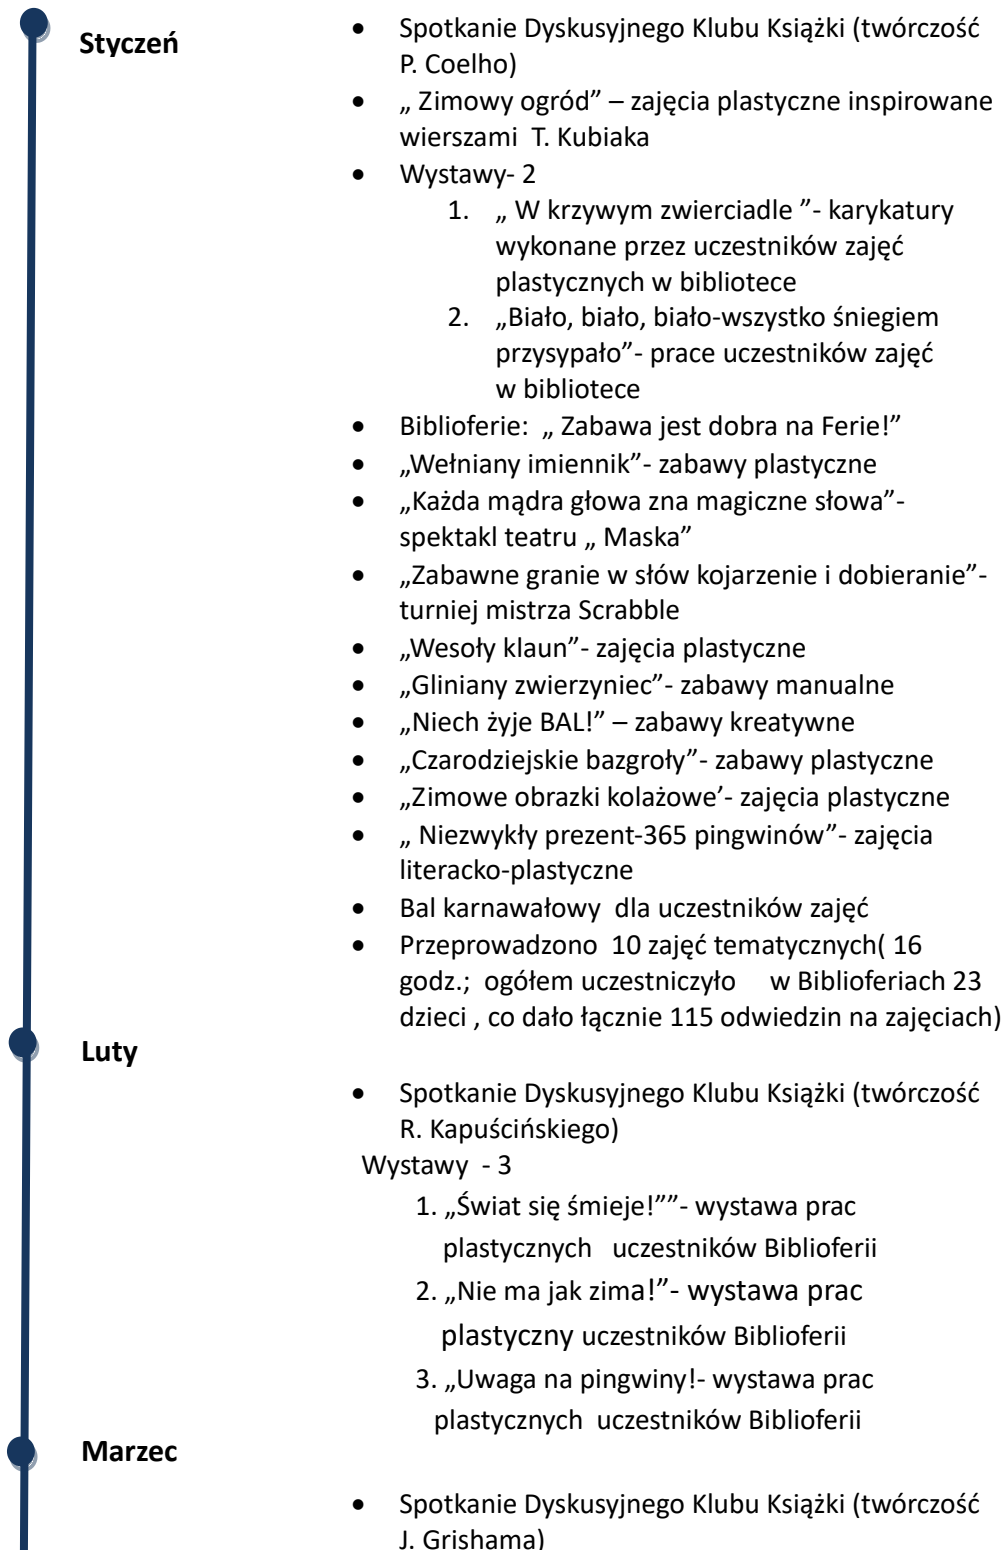 Styczeń
• Spotkanie Dyskusyjnego Klubu Książki (twórczość
P. Coelho)
• „ Zimowy ogród” – zajęcia plastyczne inspirowane
wierszami T. Kubiaka
• Wystawy- 2
1. „ W krzywym zwierciadle ”- karykatury
wykonane przez uczestników zajęć
plastycznych w bibliotece
2. „Biało, biało, biało-wszystko śniegiem
przysypało”- prace uczestników zajęć
w bibliotece
• Biblioferie: „ Zabawa jest dobra na Ferie!”
• „Wełniany imiennik”- zabawy plastyczne
• „Każda mądra głowa zna magiczne słowa”-
spektakl teatru „ Maska”
• „Zabawne granie w słów kojarzenie i dobieranie”-
turniej mistrza Scrabble
• „Wesoły klaun”- zajęcia plastyczne
• „Gliniany zwierzyniec”- zabawy manualne
• „Niech żyje BAL!” – zabawy kreatywne
• „Czarodziejskie bazgroły”- zabawy plastyczne
• „Zimowe obrazki kolażowe’- zajęcia plastyczne
• „ Niezwykły prezent-365 pingwinów”- zajęcia
literacko-plastyczne
• Bal karnawałowy dla uczestników zajęć
• Przeprowadzono 10 zajęć tematycznych( 16
godz.; ogółem uczestniczyło w Biblioferiach 23
dzieci , co dało łącznie 115 odwiedzin na zajęciach)
Luty
• Spotkanie Dyskusyjnego Klubu Książki (twórczość
R. Kapuścińskiego)
Wystawy - 3
1. „Świat się śmieje!””- wystawa prac
plastycznych uczestników Biblioferii
2. „Nie ma jak zima!”- wystawa prac
plastyczny uczestników Biblioferii
3. „Uwaga na pingwiny!- wystawa prac
plastycznych uczestników Biblioferii
Marzec
• Spotkanie Dyskusyjnego Klubu Książki (twórczość
J. Grishama)